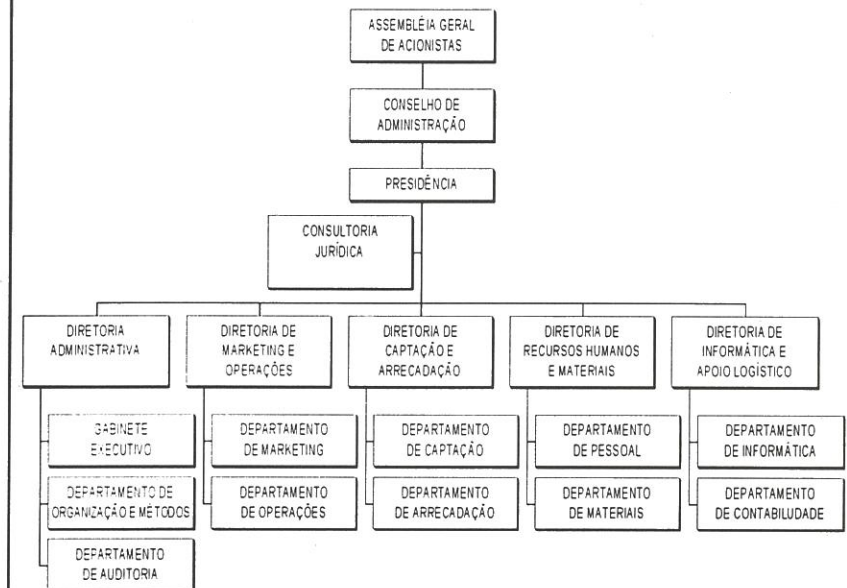 ASSEMBLÉIA GERAL
DE ACIONISTAS
CONSELHO DE
ADMINISTRAÇÃO
PRESIDÊNCIA
CONSULTORIA
JURÍDICA
DIRETORIA
ADMINISTRATIVA
DIRETORIA DE
MARKETING E
OPERAÇÕES
DIRETORIA DE
CAPTAÇÃO E
ARRECADAÇÃO
DIRETORIA DE
RECURSOS HUMANOS
E MATERIAIS
DIRETORIA DE
INFORMÁTICA E
APOIO LOGÍSTICO
GABINETE
EXECUTIVO
DEPARTAMENTO DE
ORGANIZAÇÃO E MÉTODOS
DEPARTAMENTO
DE AUDITORIA
DEPARTAMENTO
DE MARKETING
DEPARTAMENTO
DE OPERAÇÕES
DEPARTAMENTO
DE CAPTAÇÃO
DEPARTAMENTO
DE ARRECADAÇÃO
DEPARTAMENTO
DE PESSOAL
DEPARTAMENTO
DE MATERIAIS
DEPARTAMENTO
DE INFORMÁTICA
DEPARTAMENTO
DE CONTABILUDADE